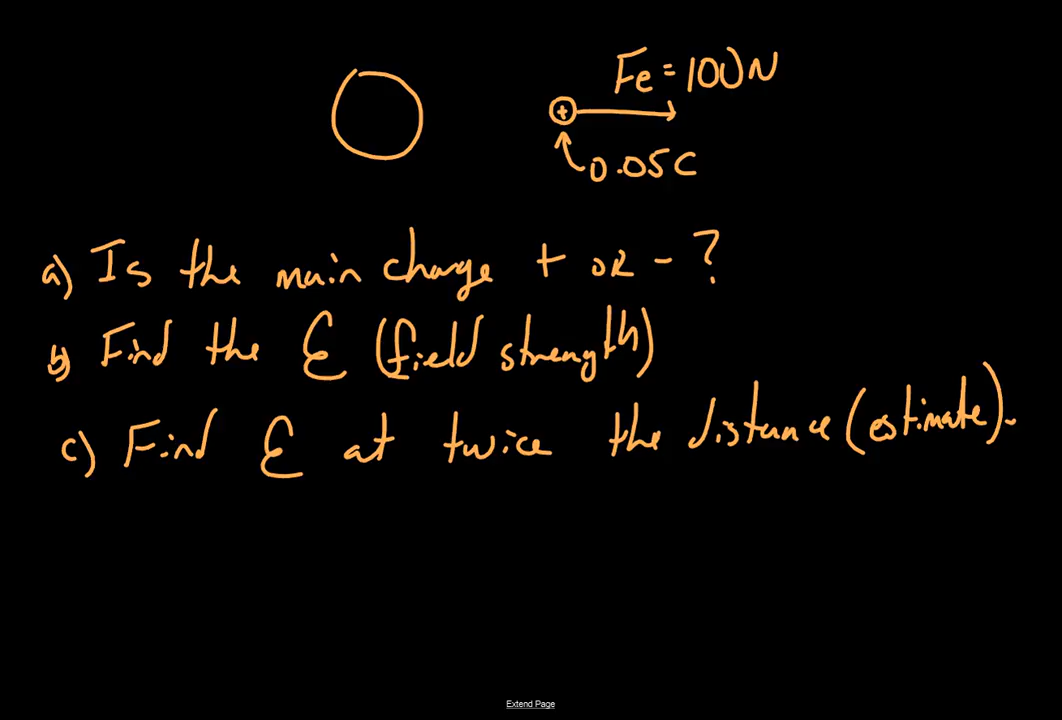 Fe = 100N
+
0.05C
a) Is the main charge + OR - ?
b) Find the E (field strength)
c) Find E at twice the distance (estimate).
Extend Page